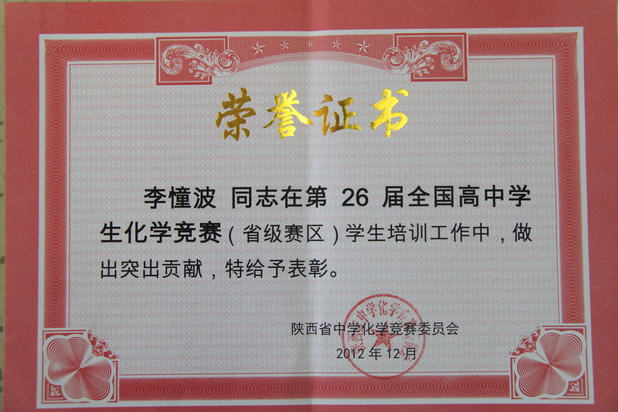 荣誉证书
李憧波 同志在第 26 届全国高中学
生化学竞赛（省级赛区）学生培训工作中，做
出突出贡献，特给予表彰。
陕西省中学化学竞赛委员会
2012 年 12 月